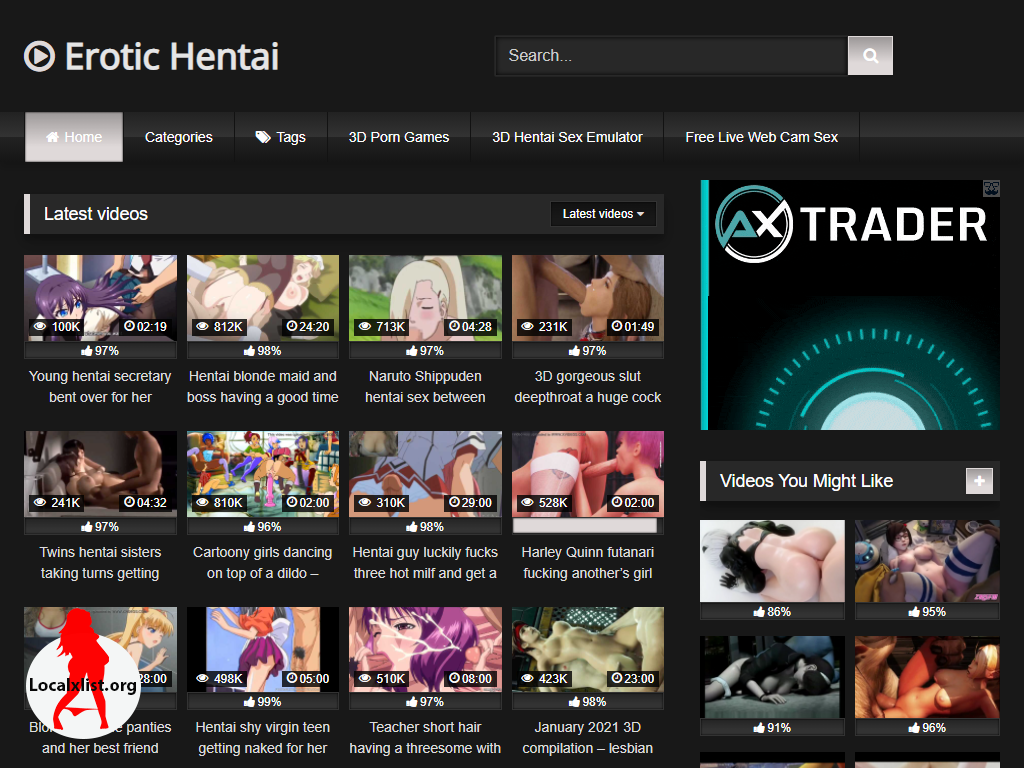 Erotic Hentai
Search...
Home
Categories
Tags
3D Porn Games
3D Hentai Sex Emulator
Free Live Web Cam Sex
Latest videos
Latest videos
AX TRADER
100K 02:19
812K 24:20
713K 04:28
231K 01:49
97%
98%
97%
97%
Young hentai secretary
bent over for her
Hentai blonde maid and
boss having a good time
Naruto Shippuden
hentai sex between
3D gorgeous slut
deepthroat a huge cock
Videos You Might Like
241K 04:32
810K 02:00
310K 29:00
528K 02:00
97%
96%
98%
Twins hentai sisters
taking turns getting
Cartoony girls dancing
on top of a dildo –
Hentai guy luckily fucks
three hot milf and get a
Harley Quinn futanari
fucking another’s girl
86%
95%
28:00
498K 05:00
510K 08:00
423K 23:00
Localxlist.org
99%
97%
98%
panties
and her best friend
Hentai shy virgin teen
getting naked for her
Teacher short hair
having a threesome with
January 2021 3D
compilation – lesbian
91%
96%